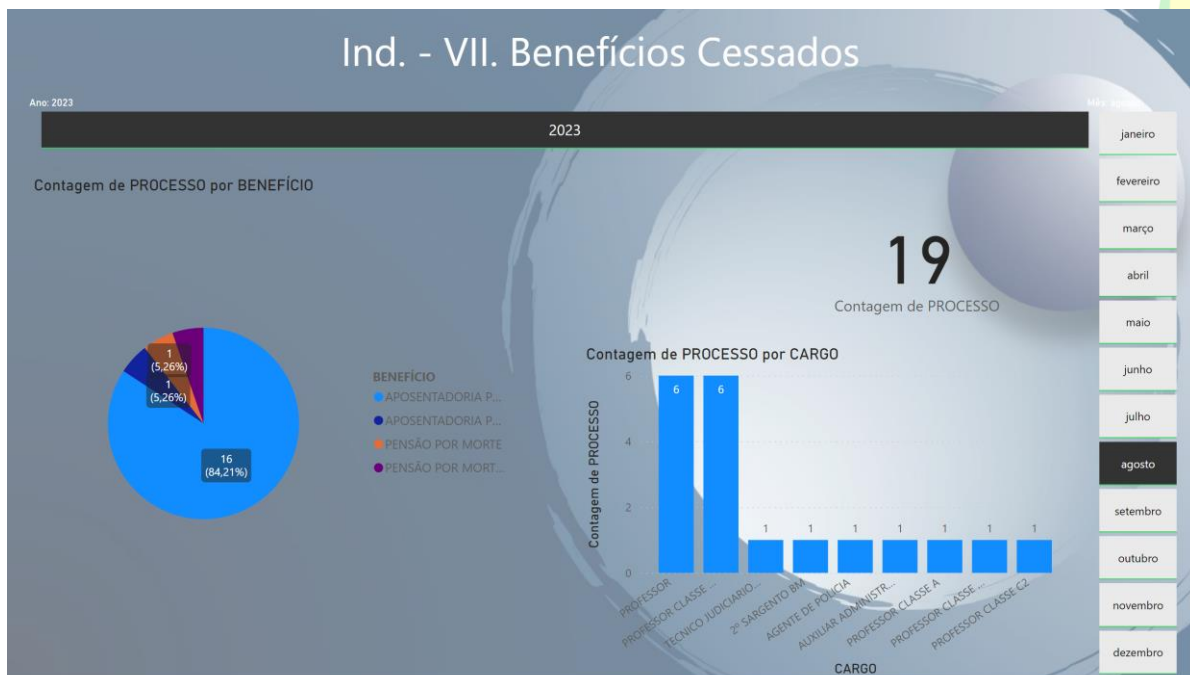 Ind. - VII. Benefícios Cessados
Ano: 2023
Mês: agosto
2023
janeiro
fevereiro
março
abril
maio
junho
julho
agosto
setembro
outubro
novembro
dezembro
Contagem de PROCESSO por BENEFÍCIO
1
(5,26%)
1
(5,26%)
16
(84,21%)
BENEFÍCIO
APOSENTADORIA P...
APOSENTADORIA P...
PENSÃO POR MORTE
PENSÃO POR MORT...
19
Contagem de PROCESSO
Contagem de PROCESSO por CARGO
Contagem de PROCESSO
6
4
2
0
6
6
1
1
1
1
1
1
1
PROFESSOR
PROFESSOR CLASSE ...
TECNICO JUDICIARIO...
2º SARGENTO BM
AGENTE DE POLICIA
AUXILIAR ADMINISTR...
PROFESSOR CLASSE A
PROFESSOR CLASSE ...
PROFESSOR CLASSE C2
CARGO